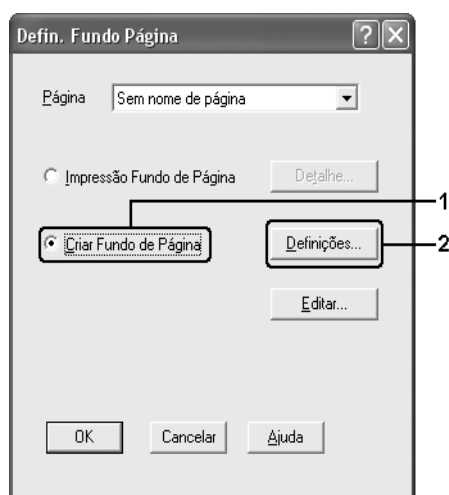 Defin. Fundo Página
Página Sem nome de página
Impressão Fundo de Página Detalhe...
1
Criar Fundo de Página Definições... 2
Editar...
OK Cancelar Ajuda